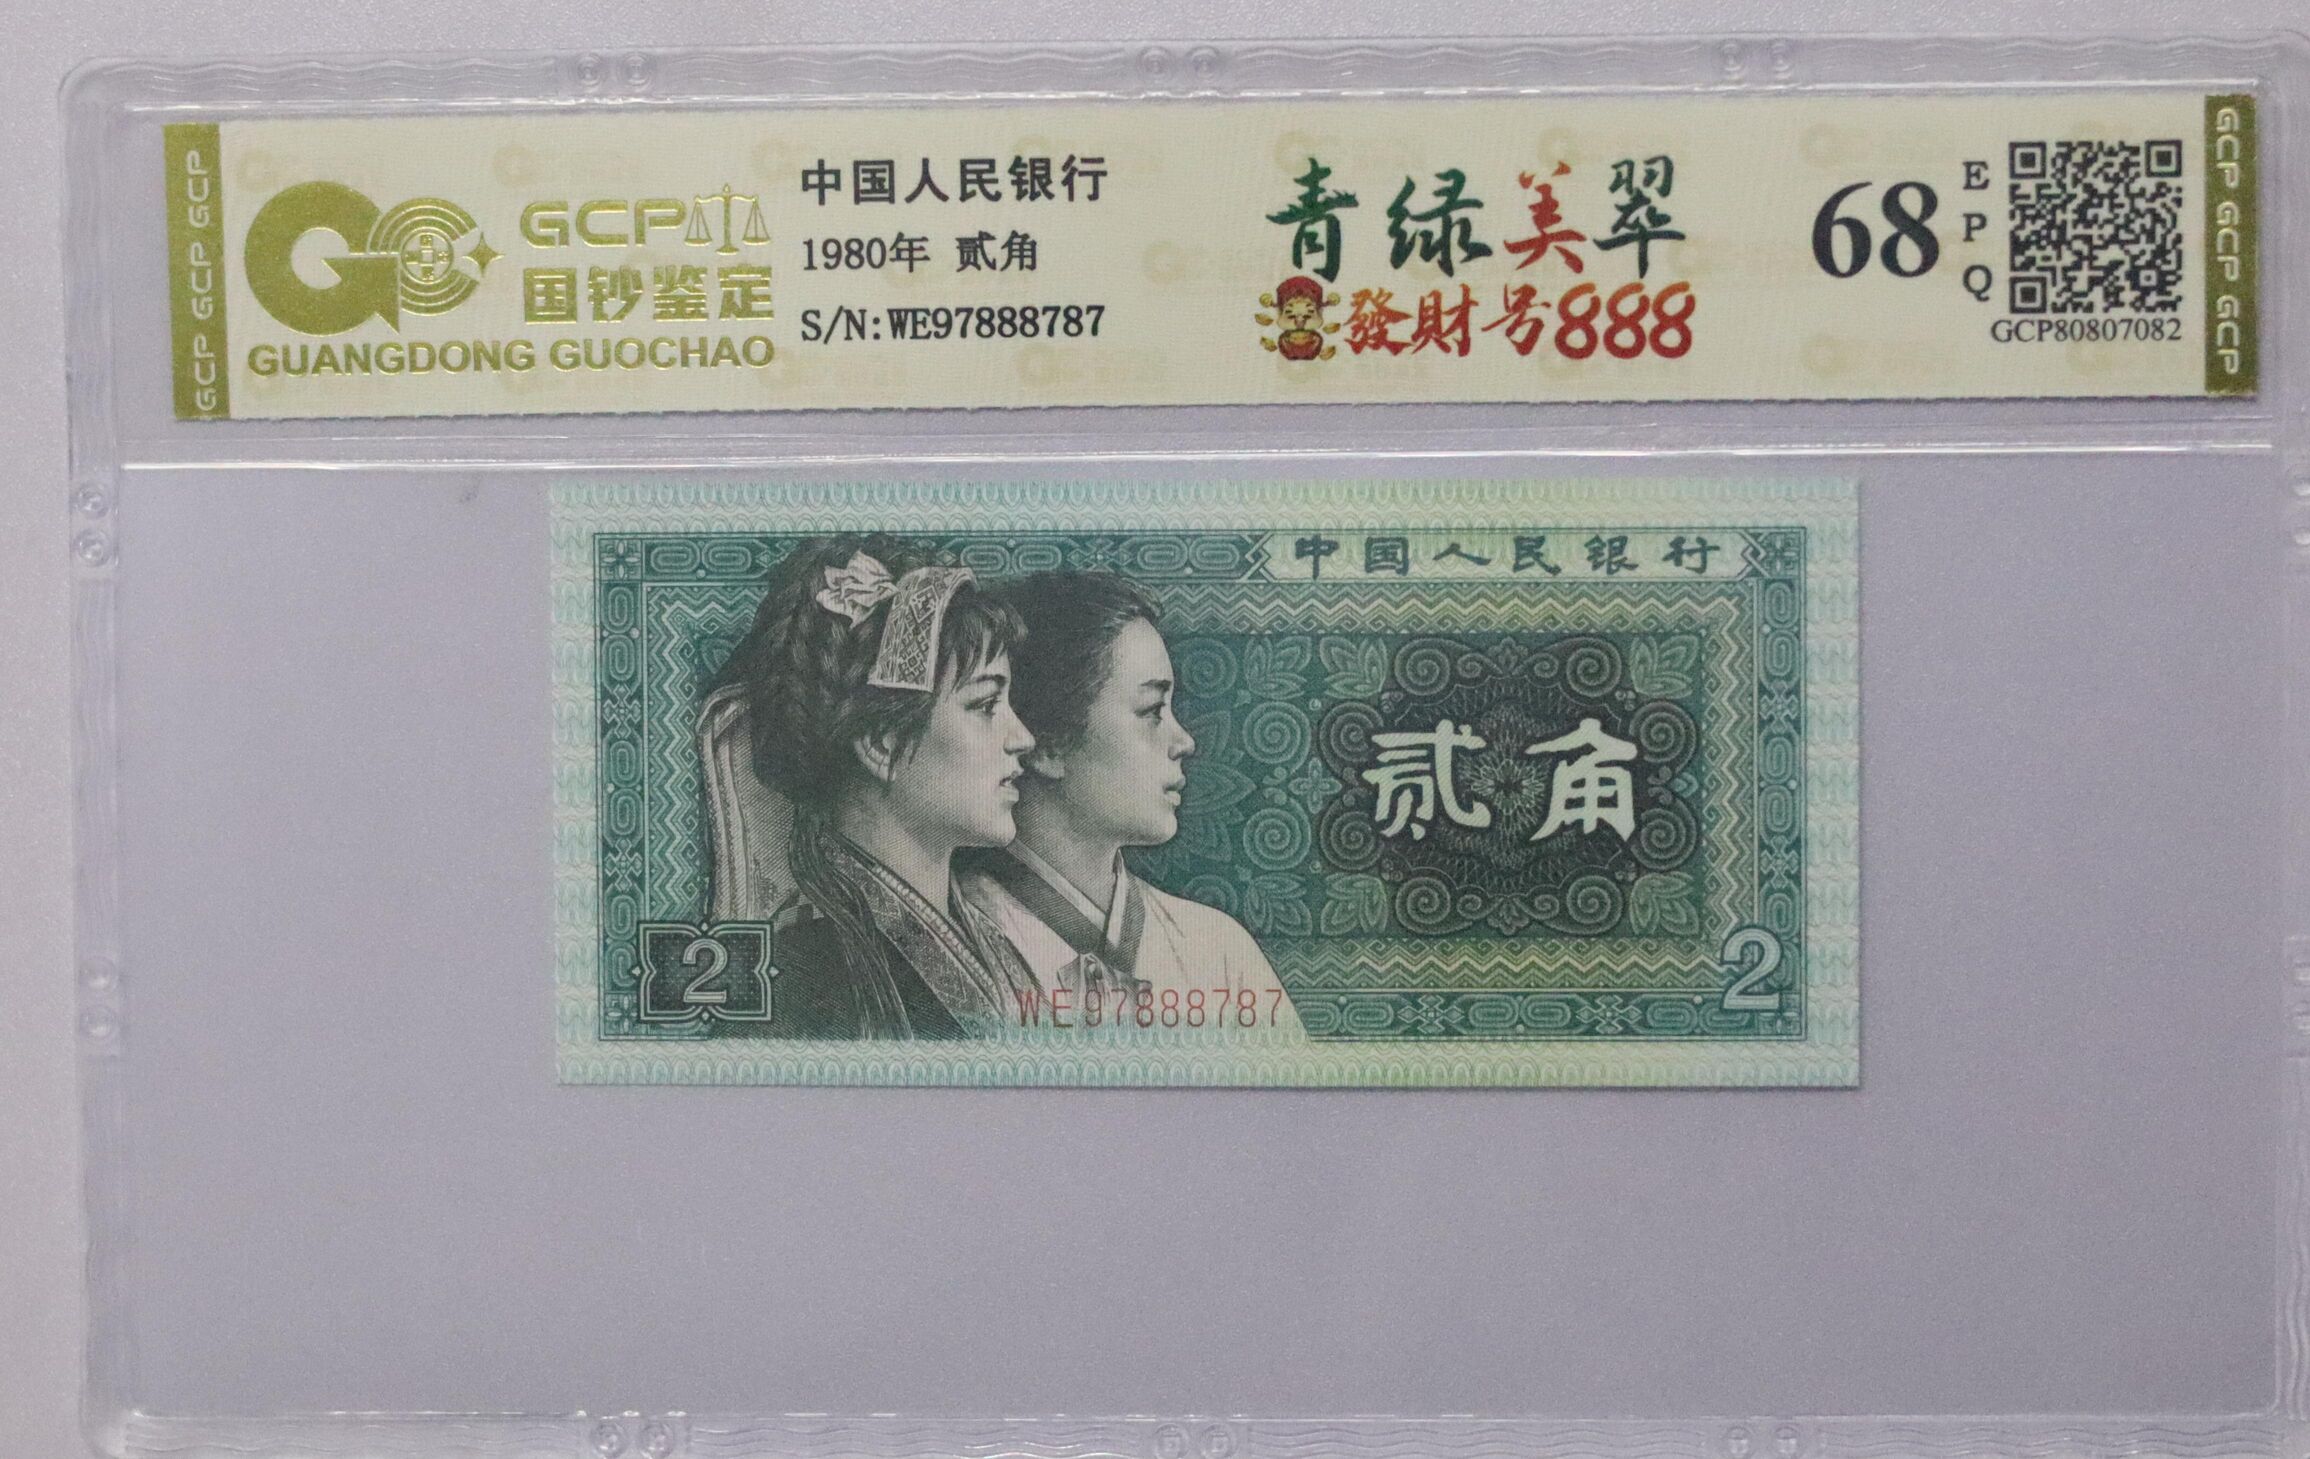 GCP GCP GCP
GCP
国钞鉴定
GUANGDONG GUOCHAO
中国人民银行
1980年 贰角
S/N:WE97888787
青绿美翠
發財号888
68
EPQ
GCP80807082
GCP GCP GCP
中国人民银行
贰角
2
WE97888787
2